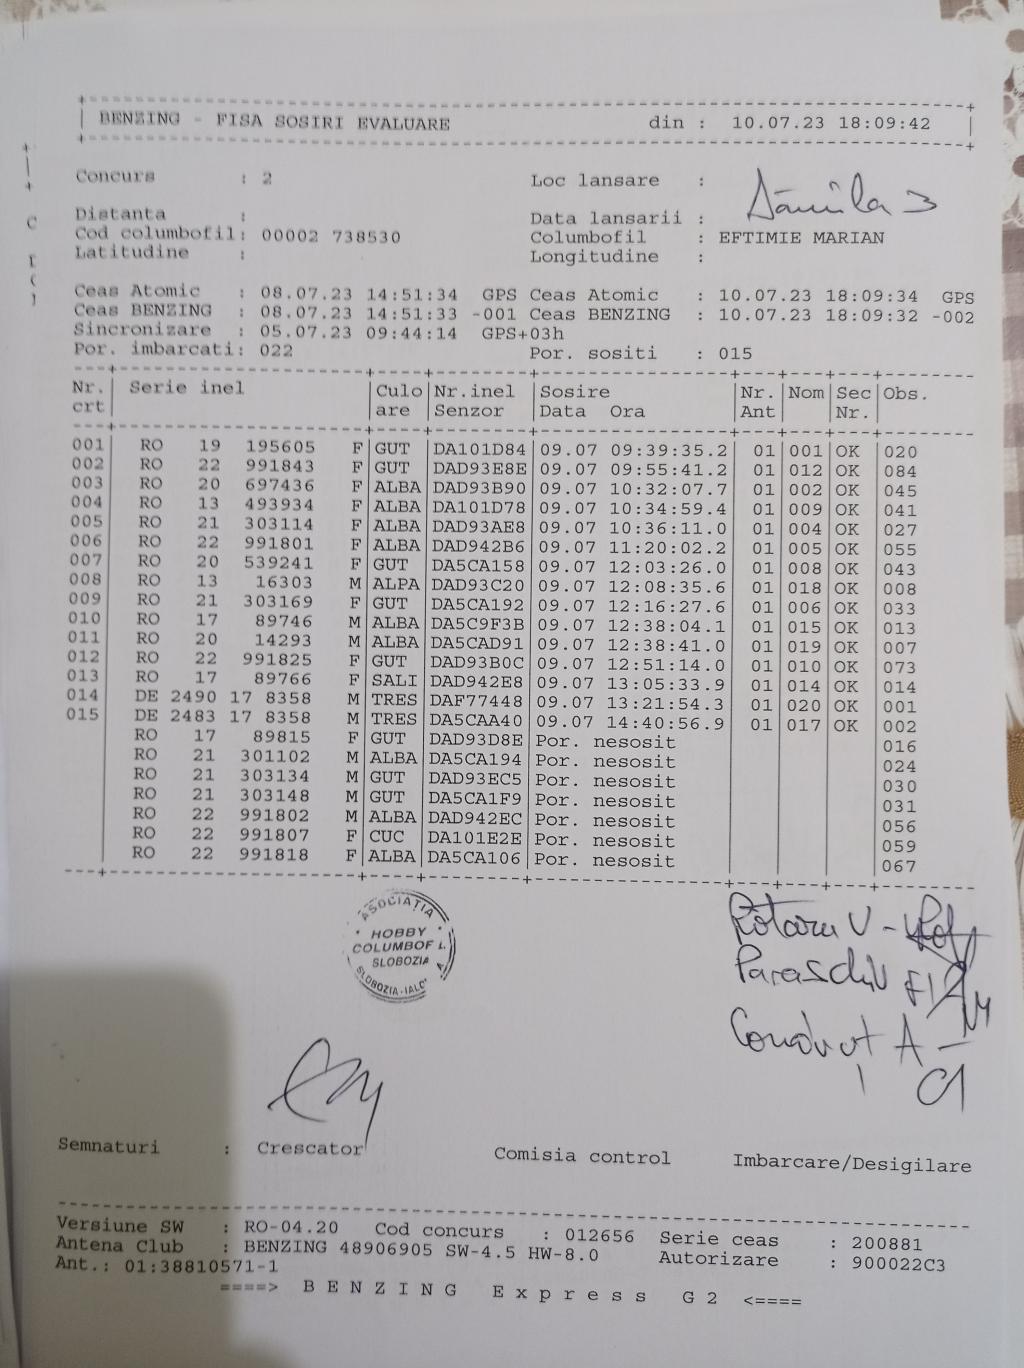 BENZING - FISA SOSIRI EVALUARE din : 10.07.23 18:09:42
Concurs : 2 Loc lansare : Dănila 3
Distanta : Data lansarii :
Cod columbofil: 00002 738530 Columbofil : EFTIMIE MARIAN
Latitudine : Longitudine :
Ceas Atomic : 08.07.23 14:51:34 GPS Ceas Atomic : 10.07.23 18:09:34 GPS
Ceas BENZING : 08.07.23 14:51:33 -001 Ceas BENZING : 10.07.23 18:09:32 -002
Sincronizare : 05.07.23 09:44:14 GPS+03h
Por. imbarcati: 022 Por. sositi : 015
Nr. Serie inel Culo Nr.inel Sosire Nr. Nom Sec Obs.
crt are Senzor Data Ora Ant Nr.
001 RO 19 195605 F GUT DA101D84 09.07 09:39:35.2 01 001 OK 020
002 RO 22 991843 F GUT DAD93E8E 09.07 09:55:41.2 01 012 OK 084
003 RO 20 697436 F ALBA DAD93B90 09.07 10:32:07.7 01 002 OK 045
004 RO 13 493934 F ALBA DA101D78 09.07 10:34:59.4 01 009 OK 041
005 RO 21 303114 F ALBA DAD93AE8 09.07 10:36:11.0 01 004 OK 027
006 RO 22 991801 F ALBA DAD942B6 09.07 11:20:02.2 01 005 OK 055
007 RO 20 539241 F GUT DA5CA158 09.07 12:03:26.0 01 008 OK 043
008 RO 13 16303 M ALPA DAD93C20 09.07 12:08:35.6 01 018 OK 008
009 RO 21 303169 F GUT DA5CA192 09.07 12:16:27.6 01 006 OK 033
010 RO 17 89746 M ALBA DA5C9F3B 09.07 12:38:04.1 01 015 OK 013
011 RO 20 14293 M ALBA DA5CAD91 09.07 12:38:41.0 01 019 OK 007
012 RO 22 991825 F GUT DAD93B0C 09.07 12:51:14.0 01 010 OK 073
013 RO 17 89766 F SALI DAD942E8 09.07 13:05:33.9 01 014 OK 014
014 DE 2490 17 8358 M TRES DAF77448 09.07 13:21:54.3 01 020 OK 001
015 DE 2483 17 8358 M TRES DA5CAA40 09.07 14:40:56.9 01 017 OK 002
RO 17 89815 F GUT DAD93D8E Por. nesosit 016
RO 21 301102 M ALBA DA5CA194 Por. nesosit 024
RO 21 303134 M GUT DAD93EC5 Por. nesosit 030
RO 21 303148 M GUT DA5CA1F9 Por. nesosit 031
RO 22 991802 M ALBA DAD942EC Por. nesosit 056
RO 22 991807 F CUC DA101E2E Por. nesosit 059
RO 22 991818 F ALBA DA5CA106 Por. nesosit 067
ASOCIAȚIA
HOBBY
COLUMBOFIL
SLOBOZIA
SLOBOZIA-IALC
Rotaru V -
Paraschiv
A
Semnaturi : Crescator Comisia control Imbarcare/Desigilare
Versiune SW : RO-04.20 Cod concurs : 012656 Serie ceas : 200881
Antena Club : BENZING 48906905 SW-4.5 HW-8.0 Autorizare : 900022C3
Ant.: 01:38810571-1
====> BENZING Express G2 <====